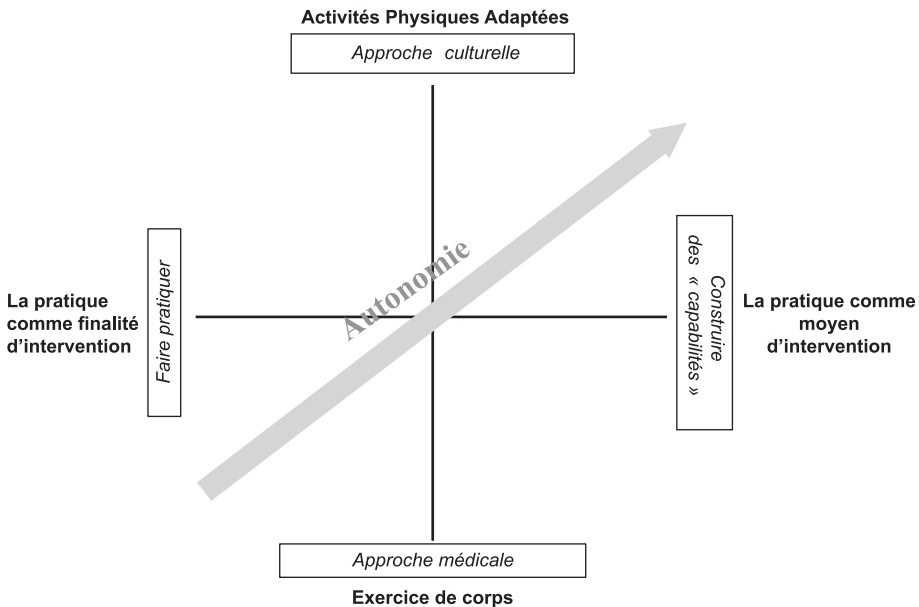 Activités Physiques Adaptées
Approche culturelle
Autonomie
La pratique
comme finalité
d'intervention
Faire pratiquer
Construire
des « capabilités »
La pratique comme
moyen
d'intervention
Approche médicale
Exercice de corps